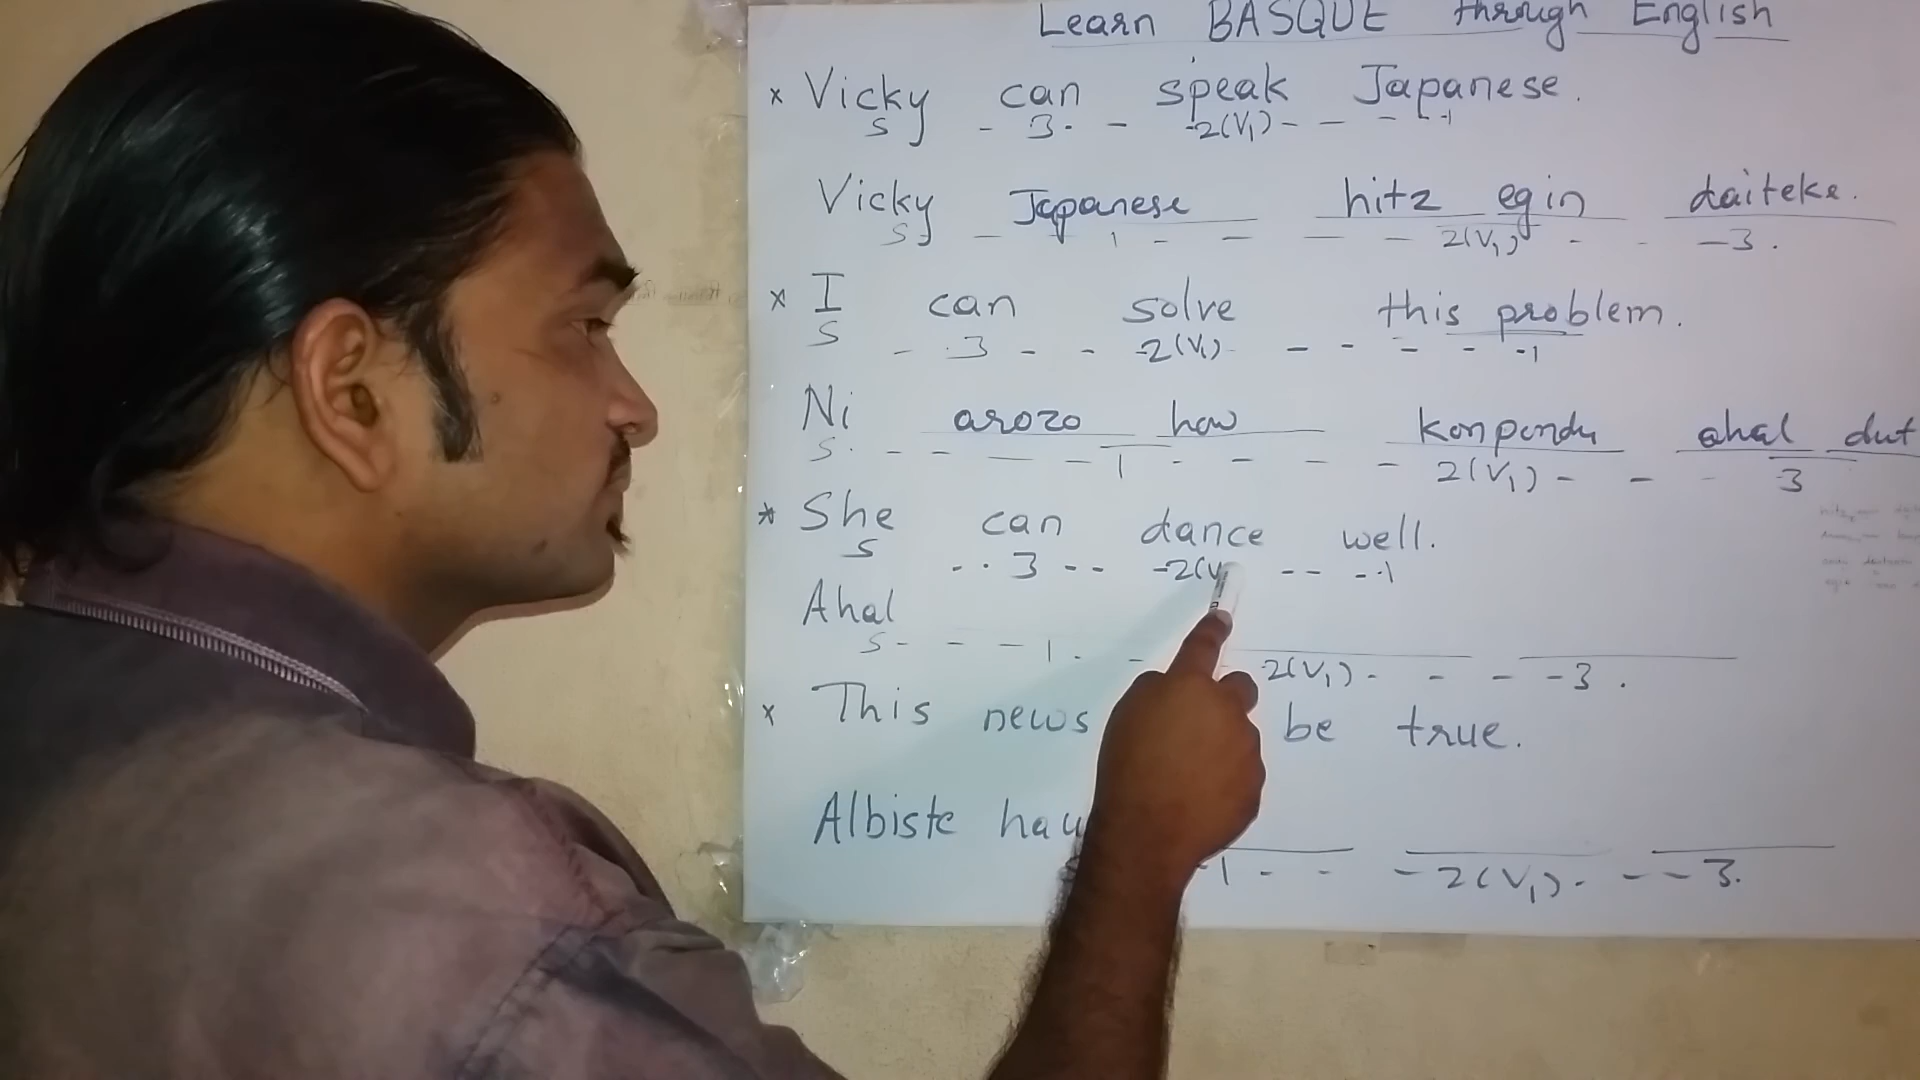 Learn BASQUE through English
x Vicky can speak Japanese.
S - 3 - - -2(V1) - - - - -1
Vicky Japanese hitz egin daiteke.
S - - 1 - - - - 2(V1) - - -3.
x I can solve this problem.
S - 3 - - -2(V1) - - - - -1
Ni arozo how konpondu ahal dut
S. - - - - 1 - - - - 2(V1) - - - 3
* She can dance well.
S - - 3 - - -2(V - - - -1
Ahal
S - - - 1 - - 2(V1) - - - -3.
x This news be true.
Albiste hau
-1 - - -2(V1) - - -3.